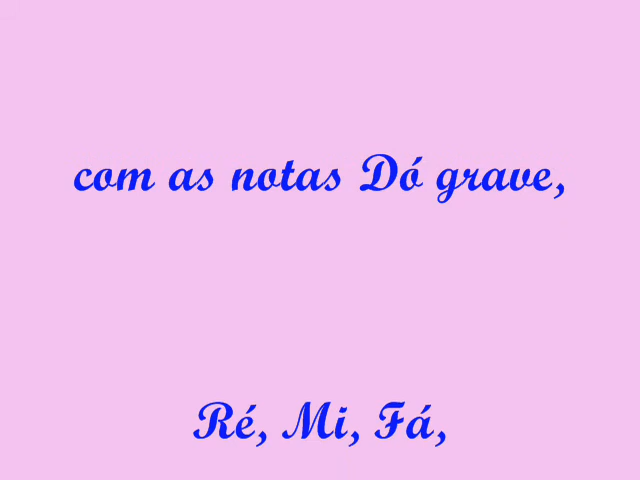 com as notas Dó grave,
Ré, Mi, Fá,